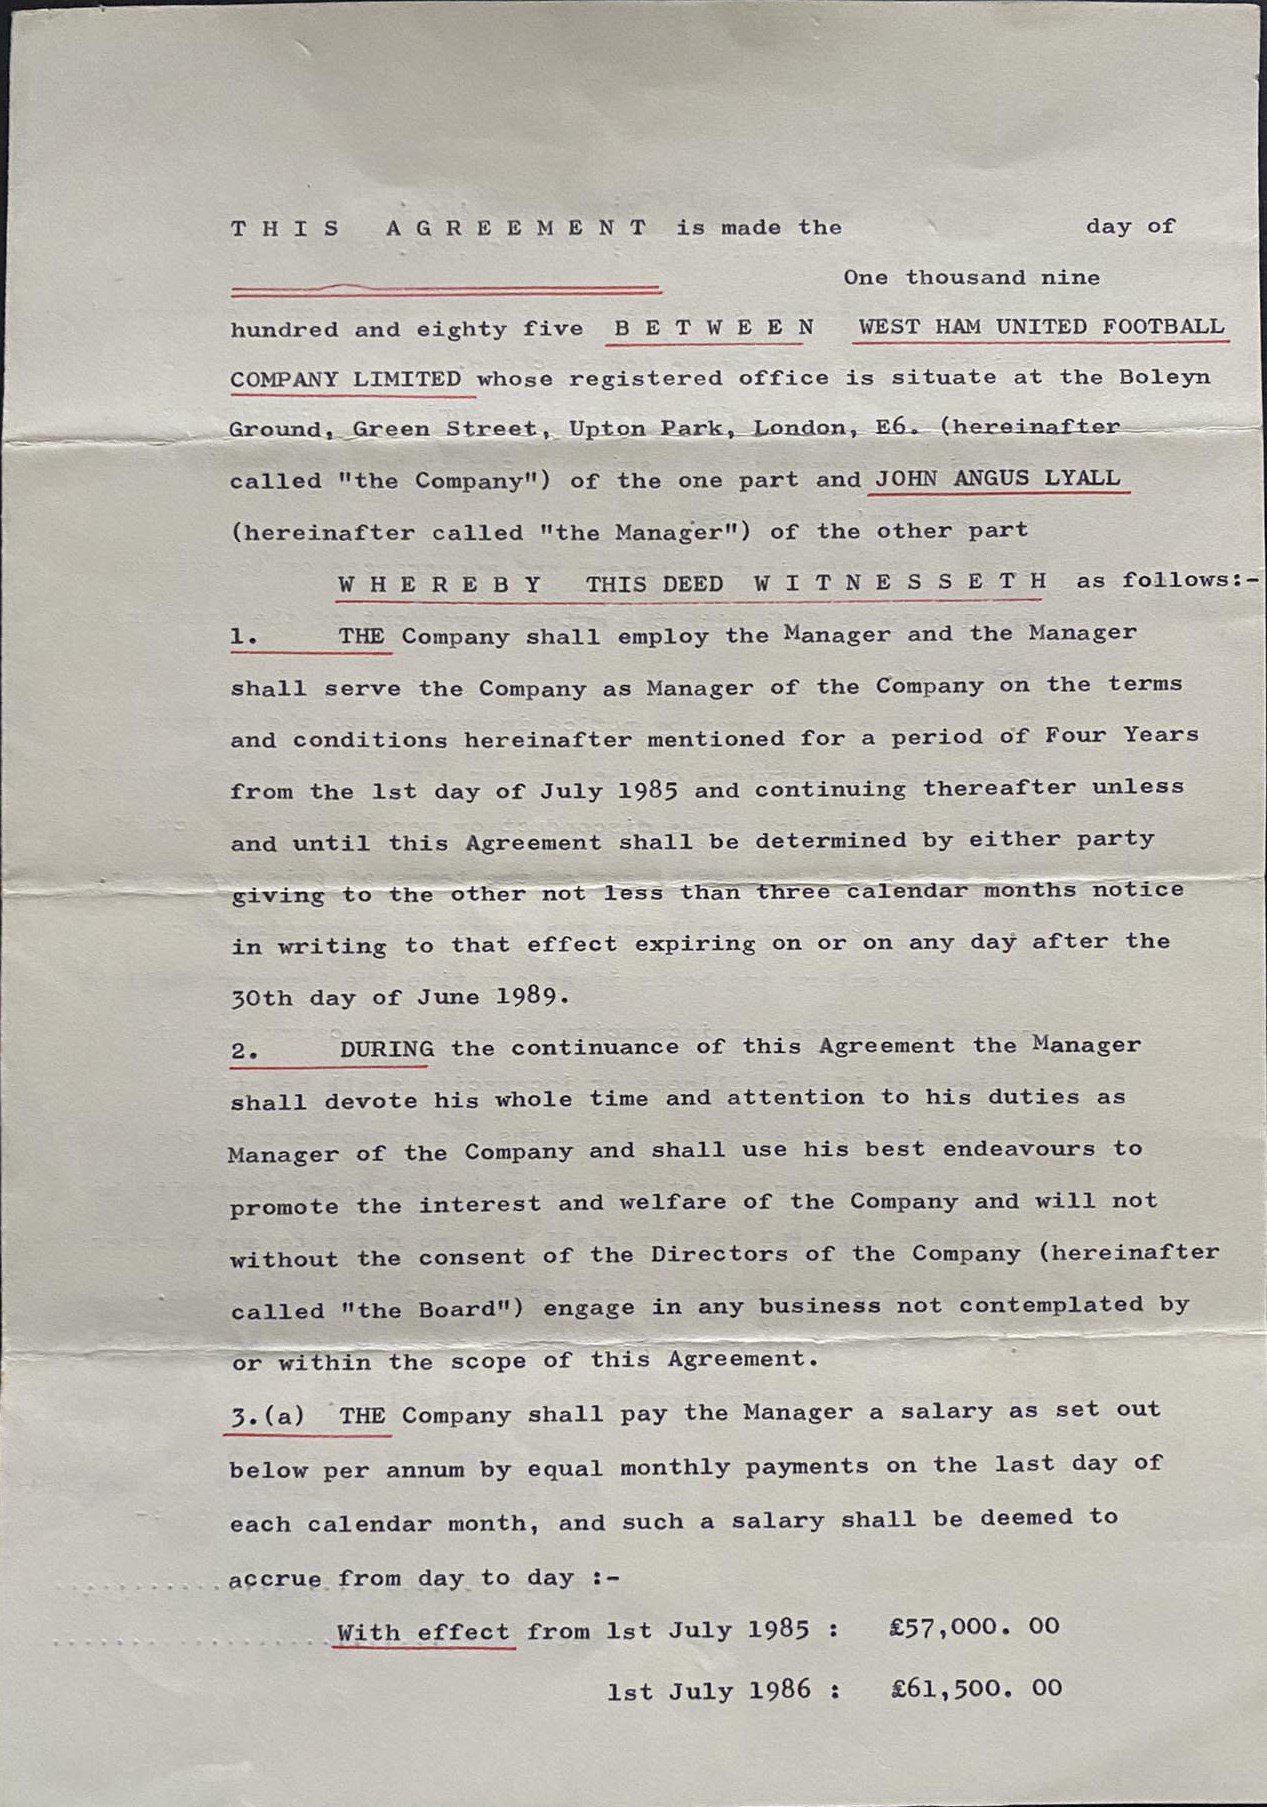 T H I S A G R E E M E N T is made the day of
One thousand nine
hundred and eighty five B E T W E E N WEST HAM UNITED FOOTBALL
COMPANY LIMITED whose registered office is situate at the Boleyn
Ground, Green Street, Upton Park, London, E6. (hereinafter
called "the Company") of the one part and JOHN ANGUS LYALL
(hereinafter called "the Manager") of the other part
W H E R E B Y THIS DEED W I T N E S S E T H as follows:-
1. THE Company shall employ the Manager and the Manager
shall serve the Company as Manager of the Company on the terms
and conditions hereinafter mentioned for a period of Four Years
from the 1st day of July 1985 and continuing thereafter unless
and until this Agreement shall be determined by either party
giving to the other not less than three calendar months notice
in writing to that effect expiring on or on any day after the
30th day of June 1989.
2. DURING the continuance of this Agreement the Manager
shall devote his whole time and attention to his duties as
Manager of the Company and shall use his best endeavours to
promote the interest and welfare of the Company and will not
without the consent of the Directors of the Company (hereinafter
called "the Board") engage in any business not contemplated by
or within the scope of this Agreement.
3.(a) THE Company shall pay the Manager a salary as set out
below per annum by equal monthly payments on the last day of
each calendar month, and such a salary shall be deemed to
accrue from day to day :-
With effect from 1st July 1985 : £57,000. 00
1st July 1986 : £61,500. 00